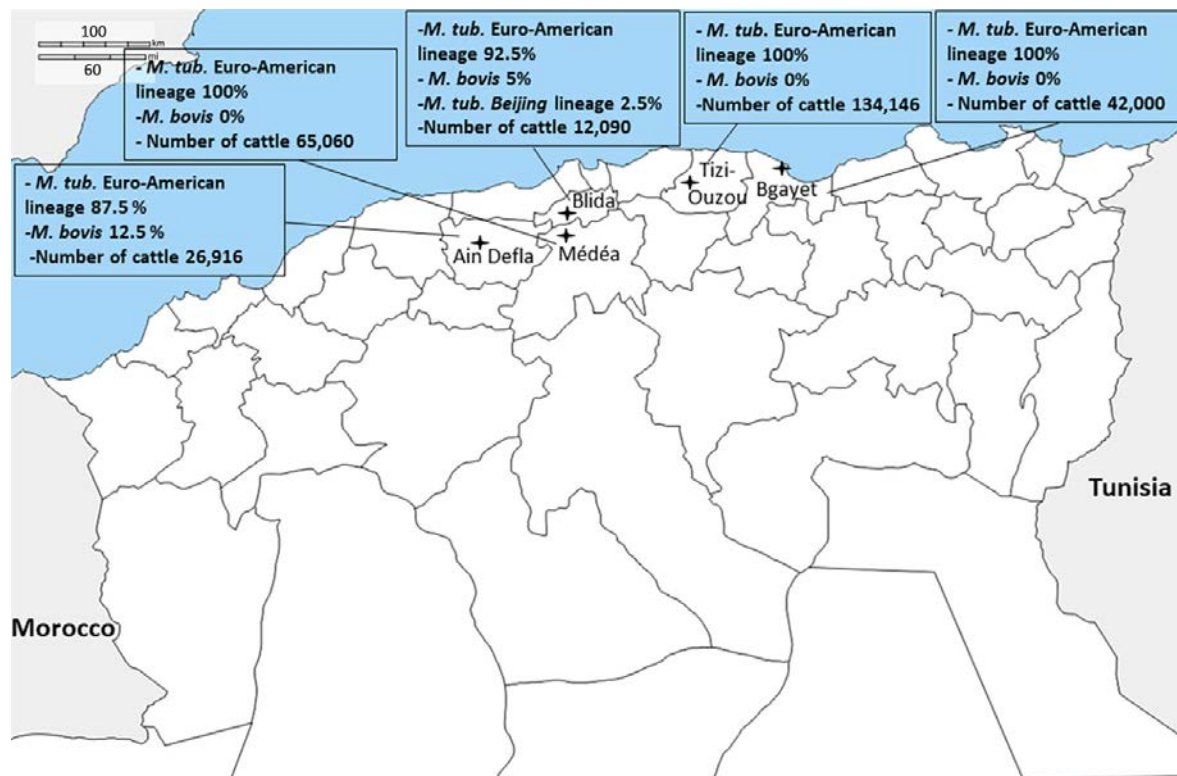 100
km
mi
60
- M. tub. Euro-American
lineage 100%
-M. bovis 0%
- Number of cattle 65,060
-M. tub. Euro-American
lineage 92.5%
- M. bovis 5%
-M. tub. Beijing lineage 2.5%
-Number of cattle 12,090
- M. tub. Euro-American
lineage 100%
- M. bovis 0%
-Number of cattle 134,146
-M. tub. Euro-American
lineage 100%
- M. bovis 0%
- Number of cattle 42,000
- M. tub. Euro-American
lineage 87.5 %
-M. bovis 12.5 %
-Number of cattle 26,916
Blida
Tizi-
Ouzou
Bgayet
Ain Defla
Médéa
Tunisia
Morocco